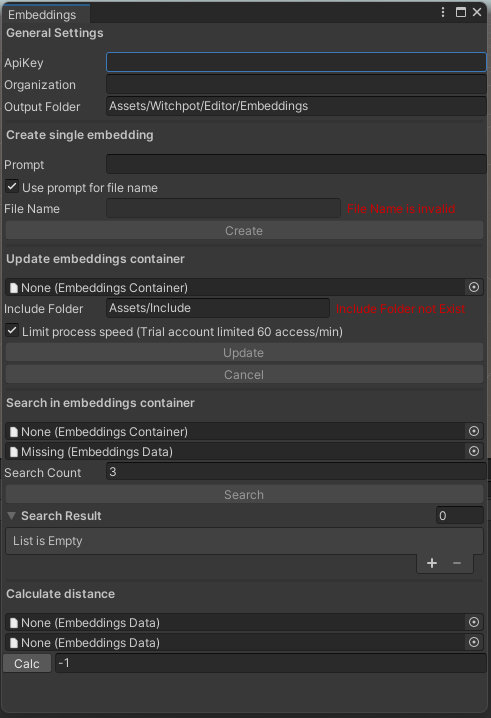 Embeddings
General Settings
ApiKey
Organization
Output Folder Assets/Witchpot/Editor/Embeddings
Create single embedding
Prompt
Use prompt for file name
File Name File Name is invalid
Create
Update embeddings container
None (Embeddings Container)
Include Folder Assets/Include Include Folder not Exist
Limit process speed (Trial account limited 60 access/min)
Update
Cancel
Search in embeddings container
None (Embeddings Container)
Missing (Embeddings Data)
Search Count 3
Search
Search Result 0
List is Empty
+ −
Calculate distance
None (Embeddings Data)
None (Embeddings Data)
Calc -1